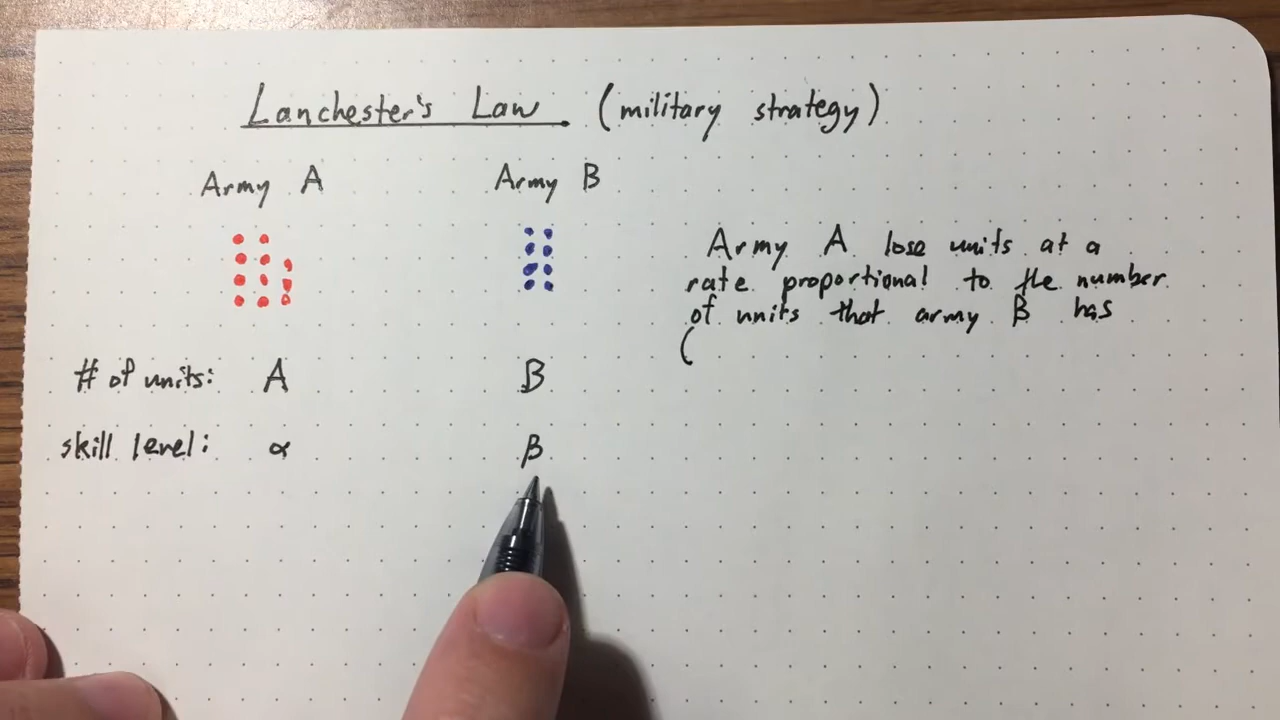 Lanchester's Law (military strategy)
Army A Army B
Army A lose units at a
rate proportional to the number
of units that army B has
(
# of units: A B
skill level: α β